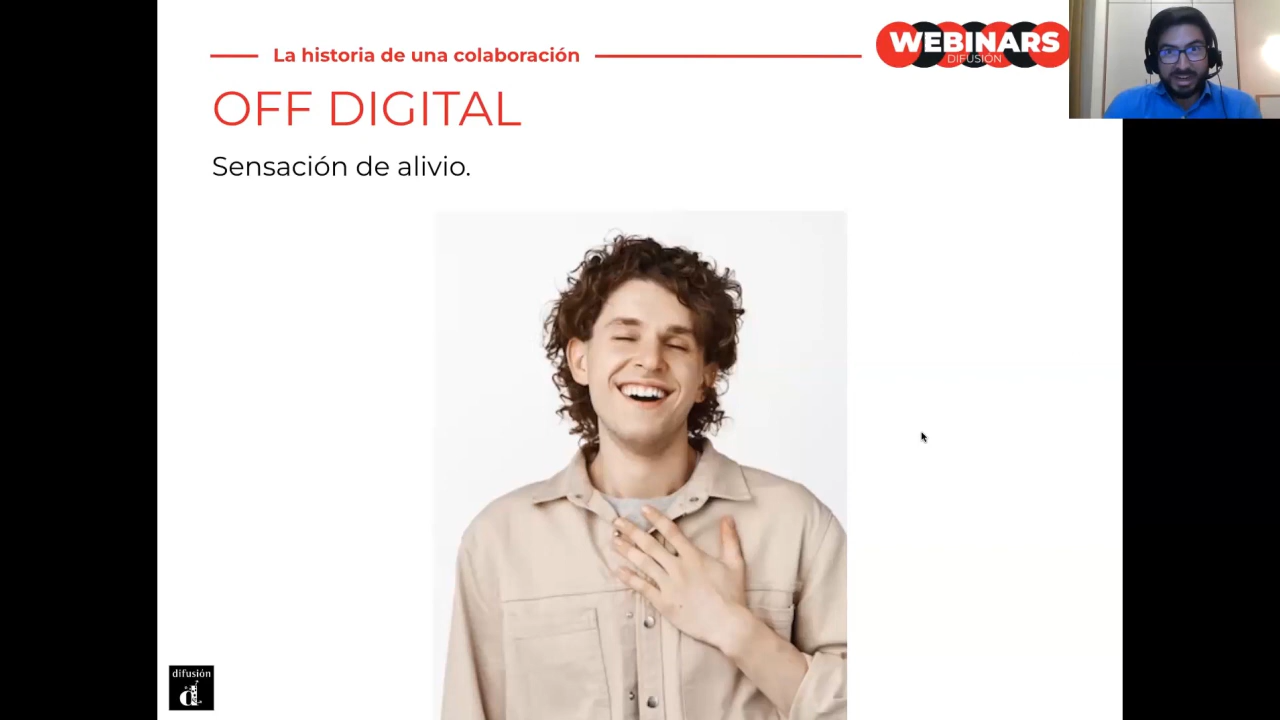 La historia de una colaboración
WEBINARS
DIFUSIÓN
OFF DIGITAL
Sensación de alivio.
difusión